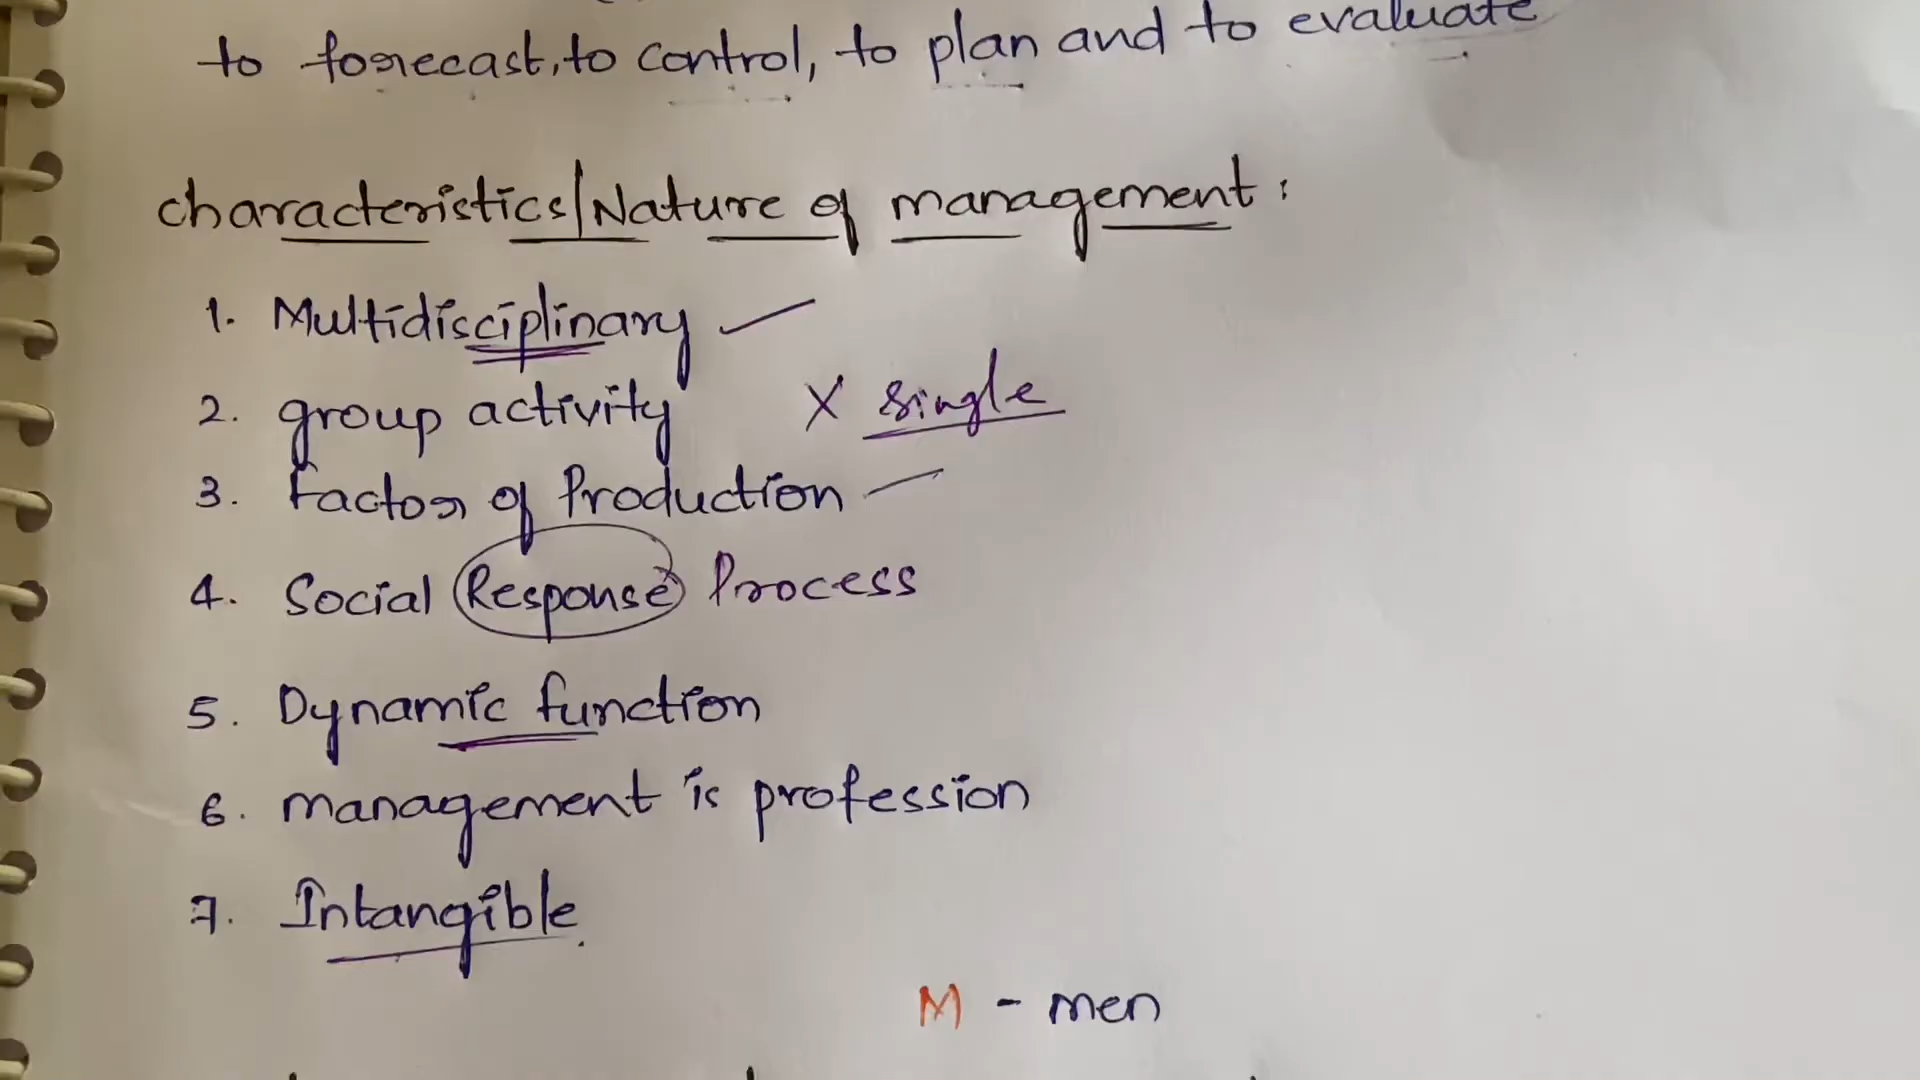 to forecast, to control, to plan and to evaluate
characteristics/Nature of management:
1. Multidisciplinary
2. group activity X single
3. Factor of Production
4. Social Response Process
5. Dynamic function
6. management is profession
7. Intangible
M - men